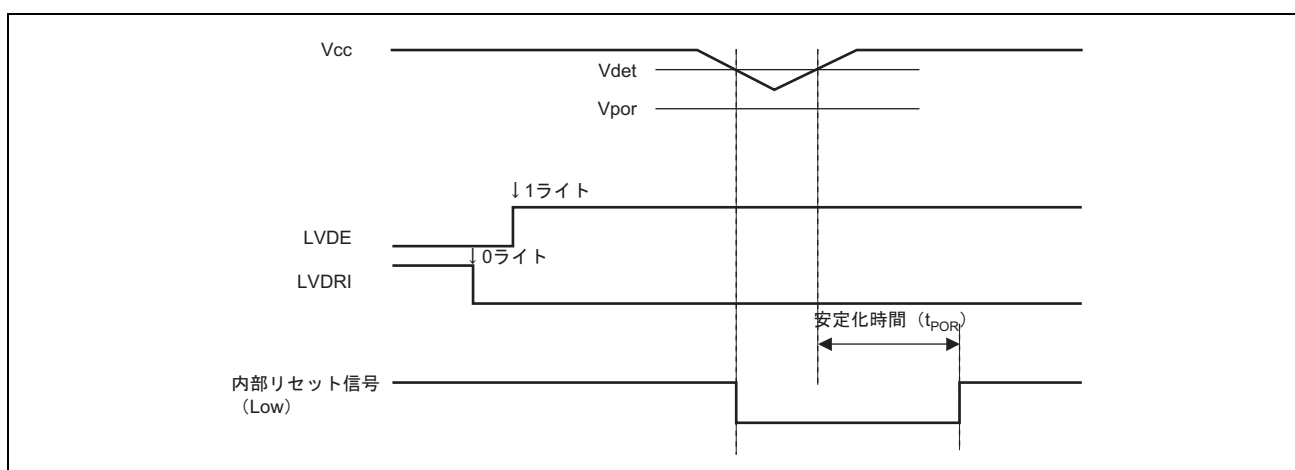 Vcc
Vdet
Vpor
↓1ライト
LVDE
↓0ライト
LVDRI
安定化時間（tPOR）
内部リセット信号
（Low）